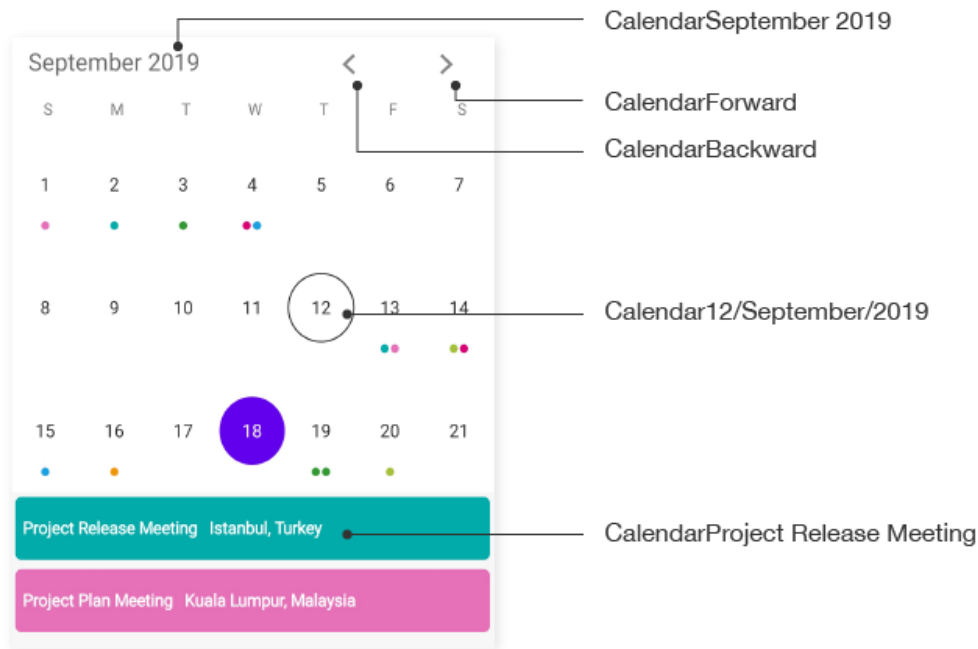 CalendarSeptember 2019
September 2019
CalendarForward
S M T W T F S
CalendarBackward
1 2 3 4 5 6 7
8 9 10 11 12 13 14
Calendar12/September/2019
15 16 17 18 19 20 21
Project Release Meeting Istanbul, Turkey
CalendarProject Release Meeting
Project Plan Meeting Kuala Lumpur, Malaysia